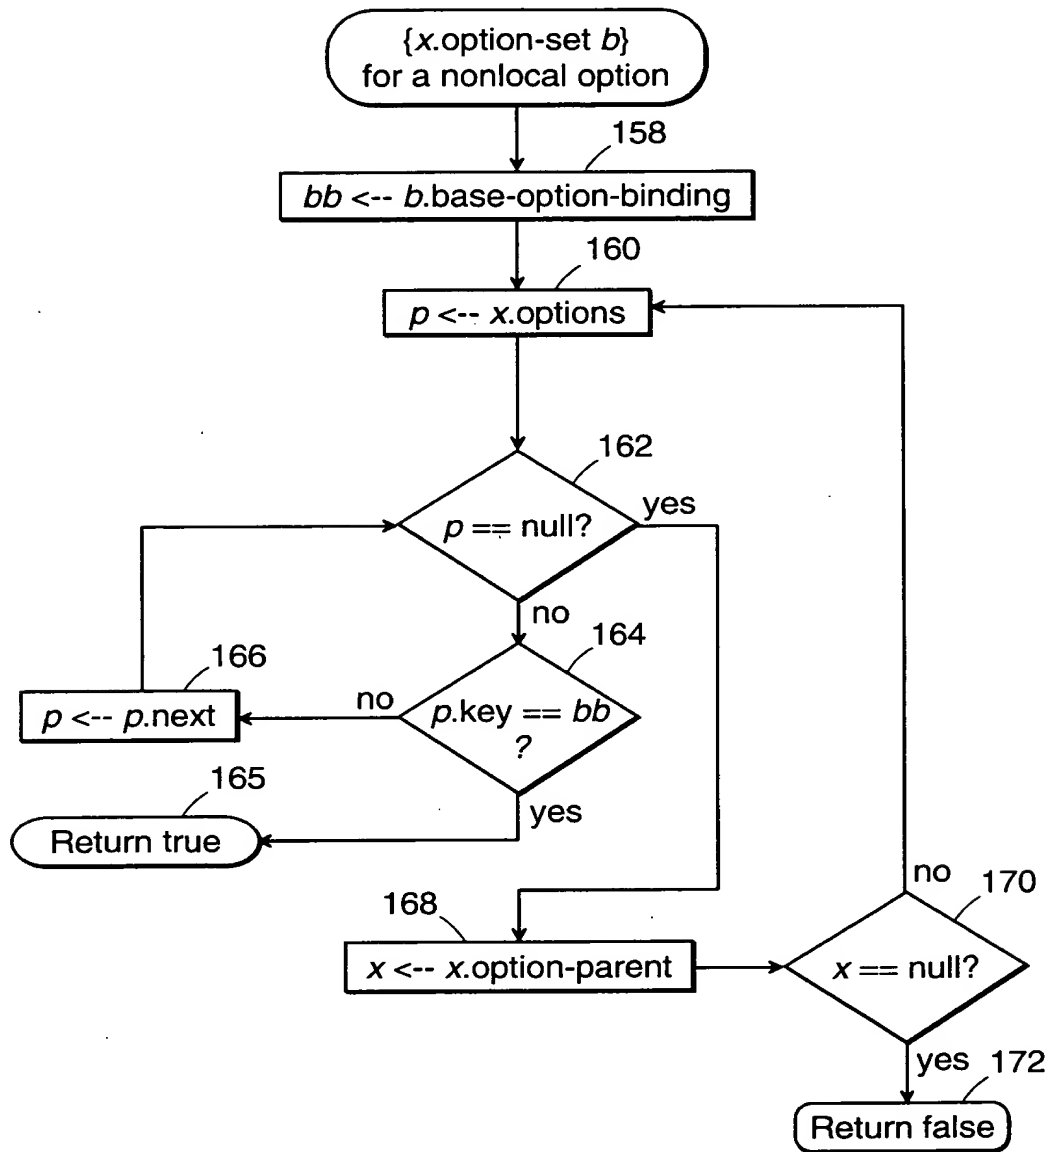 {x.option-set b}
for a nonlocal option
158
bb <-- b.base-option-binding
160
p <-- x.options
162
yes
p == null?
no
164
166
no
p.key == bb
?
p <-- p.next
165
yes
Return true
no
170
168
x <-- x.option-parent
x == null?
yes
172
Return false